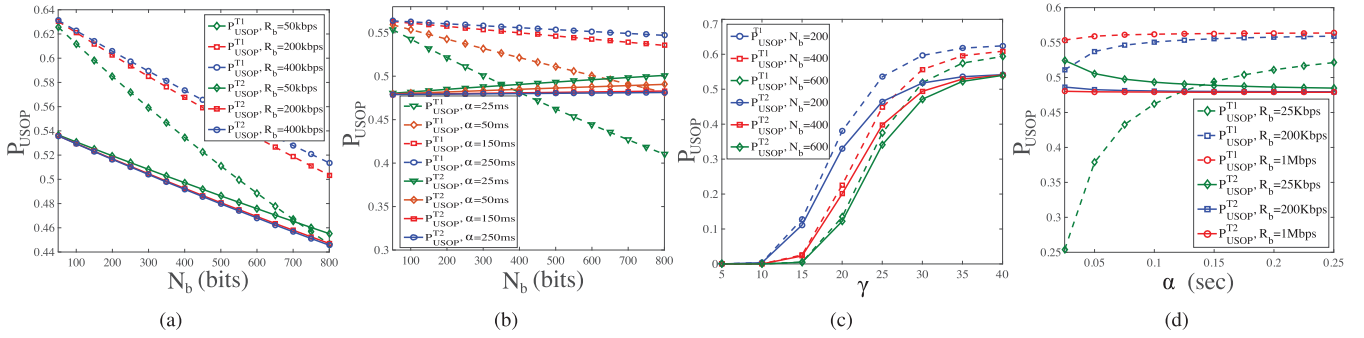 P_USOP
0.64
0.62
0.6
0.58
0.56
0.54
0.52
0.5
0.48
0.46
0.44
100 200 300 400 500 600 700 800
N_b (bits)
P^T1_USOP, R_b=50kbps
P^T1_USOP, R_b=200kbps
P^T1_USOP, R_b=400kbps
P^T2_USOP, R_b=50kbps
P^T2_USOP, R_b=200kbps
P^T2_USOP, R_b=400kbps
(a)
P_USOP
0.6
0.5
0.4
0.3
100 200 300 400 500 600 700 800
N_b (bits)
P^T1_USOP, α=25ms
P^T1_USOP, α=50ms
P^T1_USOP, α=150ms
P^T1_USOP, α=250ms
P^T2_USOP, α=25ms
P^T2_USOP, α=50ms
P^T2_USOP, α=150ms
P^T2_USOP, α=250ms
(b)
P_USOP
0.7
0.6
0.5
0.4
0.3
0.2
0.1
0.0
5 10 15 20 25 30 35 40
γ
P^T1_USOP, N_b=200
P^T1_USOP, N_b=400
P^T1_USOP, N_b=600
P^T2_USOP, N_b=200
P^T2_USOP, N_b=400
P^T2_USOP, N_b=600
(c)
P_USOP
0.6
0.55
0.5
0.45
0.4
0.35
0.3
0.25
0.05 0.1 0.15 0.2 0.25
α (sec)
P^T1_USOP, R_b=25Kbps
P^T1_USOP, R_b=200Kbps
P^T1_USOP, R_b=1Mbps
P^T2_USOP, R_b=25Kbps
P^T2_USOP, R_b=200Kbps
P^T2_USOP, R_b=1Mbps
(d)